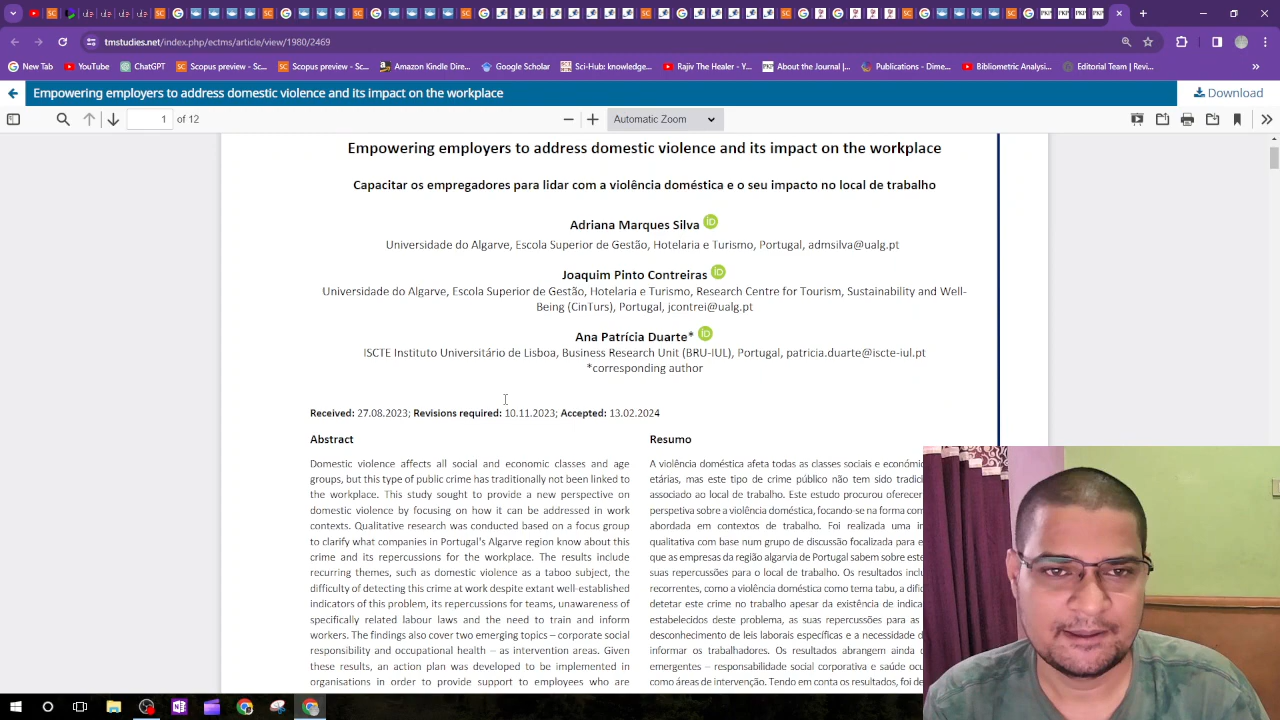 tmstudies.net/index.php/ectms/article/view/1980/2469
New Tab
YouTube
ChatGPT
Scopus preview - Sc...
Scopus preview - Sc...
Amazon Kindle Dire...
Google Scholar
Sci-Hub: knowledge...
Rajiv The Healer - Y...
About the Journal |...
Publications - Dime...
Bibliometric Analysi...
Editorial Team | Revi...
Empowering employers to address domestic violence and its impact on the workplace
Download
1 of 12
Automatic Zoom
Empowering employers to address domestic violence and its impact on the workplace
Capacitar os empregadores para lidar com a violência doméstica e o seu impacto no local de trabalho
Adriana Marques Silva iD
Universidade do Algarve, Escola Superior de Gestão, Hotelaria e Turismo, Portugal, admsilva@ualg.pt
Joaquim Pinto Contreiras iD
Universidade do Algarve, Escola Superior de Gestão, Hotelaria e Turismo, Research Centre for Tourism, Sustainability and Well-
Being (CinTurs), Portugal, jcontrei@ualg.pt
Ana Patrícia Duarte* iD
ISCTE Instituto Universitário de Lisboa, Business Research Unit (BRU-IUL), Portugal, patricia.duarte@iscte-iul.pt
*corresponding author
Received: 27.08.2023; Revisions required: 10.11.2023; Accepted: 13.02.2024
Abstract
Domestic violence affects all social and economic classes and age
groups, but this type of public crime has traditionally not been linked to
the workplace. This study sought to provide a new perspective on
domestic violence by focusing on how it can be addressed in work
contexts. Qualitative research was conducted based on a focus group
to clarify what companies in Portugal's Algarve region know about this
crime and its repercussions for the workplace. The results include
recurring themes, such as domestic violence as a taboo subject, the
difficulty of detecting this crime at work despite extant well-established
indicators of this problem, its repercussions for teams, unawareness of
specifically related labour laws and the need to train and inform
workers. The findings also cover two emerging topics – corporate social
responsibility and occupational health – as intervention areas. Given
these results, an action plan was developed to be implemented in
organisations in order to provide support to employees who are
Resumo
A violência doméstica afeta todas as classes sociais e económic
etárias, mas este tipo de crime público não tem sido tradici
associado ao local de trabalho. Este estudo procurou oferecer
perspetiva sobre a violência doméstica, focando-se na forma com
abordada em contextos de trabalho. Foi realizada uma in
qualitativa com base num grupo de discussão focalizada para e
que as empresas da região algarvia de Portugal sabem sobre este
suas repercussões para o local de trabalho. Os resultados inclu
recorrentes, como a violência doméstica como tema tabu, a difi
detetar este crime no trabalho apesar da existência de indica
estabelecidos deste problema, as suas repercussões para as
desconhecimento de leis laborais específicas e a necessidade d
informar os trabalhadores. Os resultados abrangem ainda
emergentes – responsabilidade social corporativa e saúde ocu
como áreas de intervenção. Tendo em conta os resultados, foi de